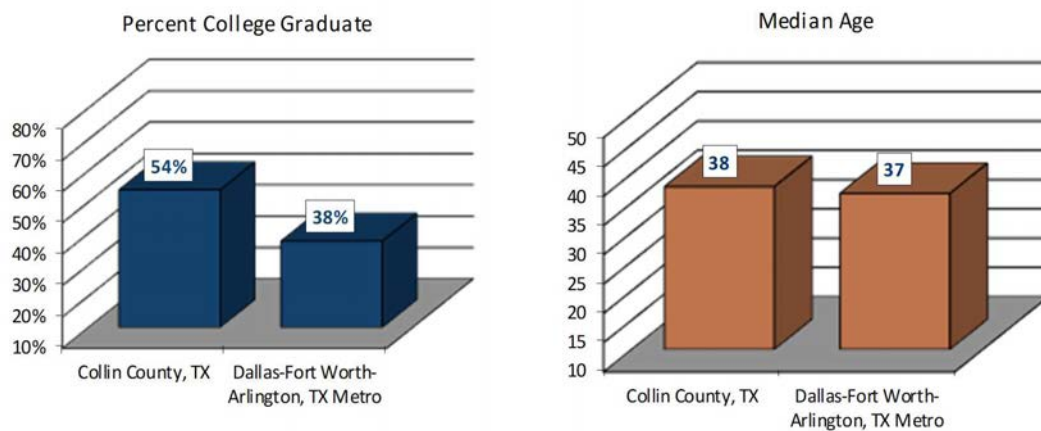 Percent College Graduate
80%
70%
60%
50%
40%
30%
20%
10%
54%
38%
Collin County, TX
Dallas-Fort Worth-
Arlington, TX Metro
Median Age
50
45
40
35
30
25
20
15
10
38
37
Collin County, TX
Dallas-Fort Worth-
Arlington, TX Metro